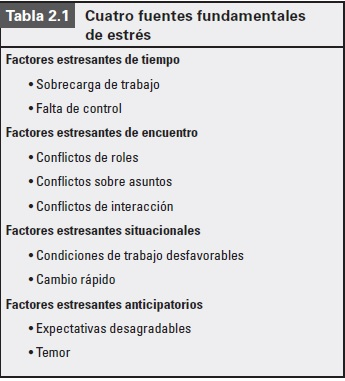 Tabla 2.1 Cuatro fuentes fundamentales
de estrés
Factores estresantes de tiempo
• Sobrecarga de trabajo
• Falta de control
Factores estresantes de encuentro
• Conflictos de roles
• Conflictos sobre asuntos
• Conflictos de interacción
Factores estresantes situacionales
• Condiciones de trabajo desfavorables
• Cambio rápido
Factores estresantes anticipatorios
• Expectativas desagradables
• Temor